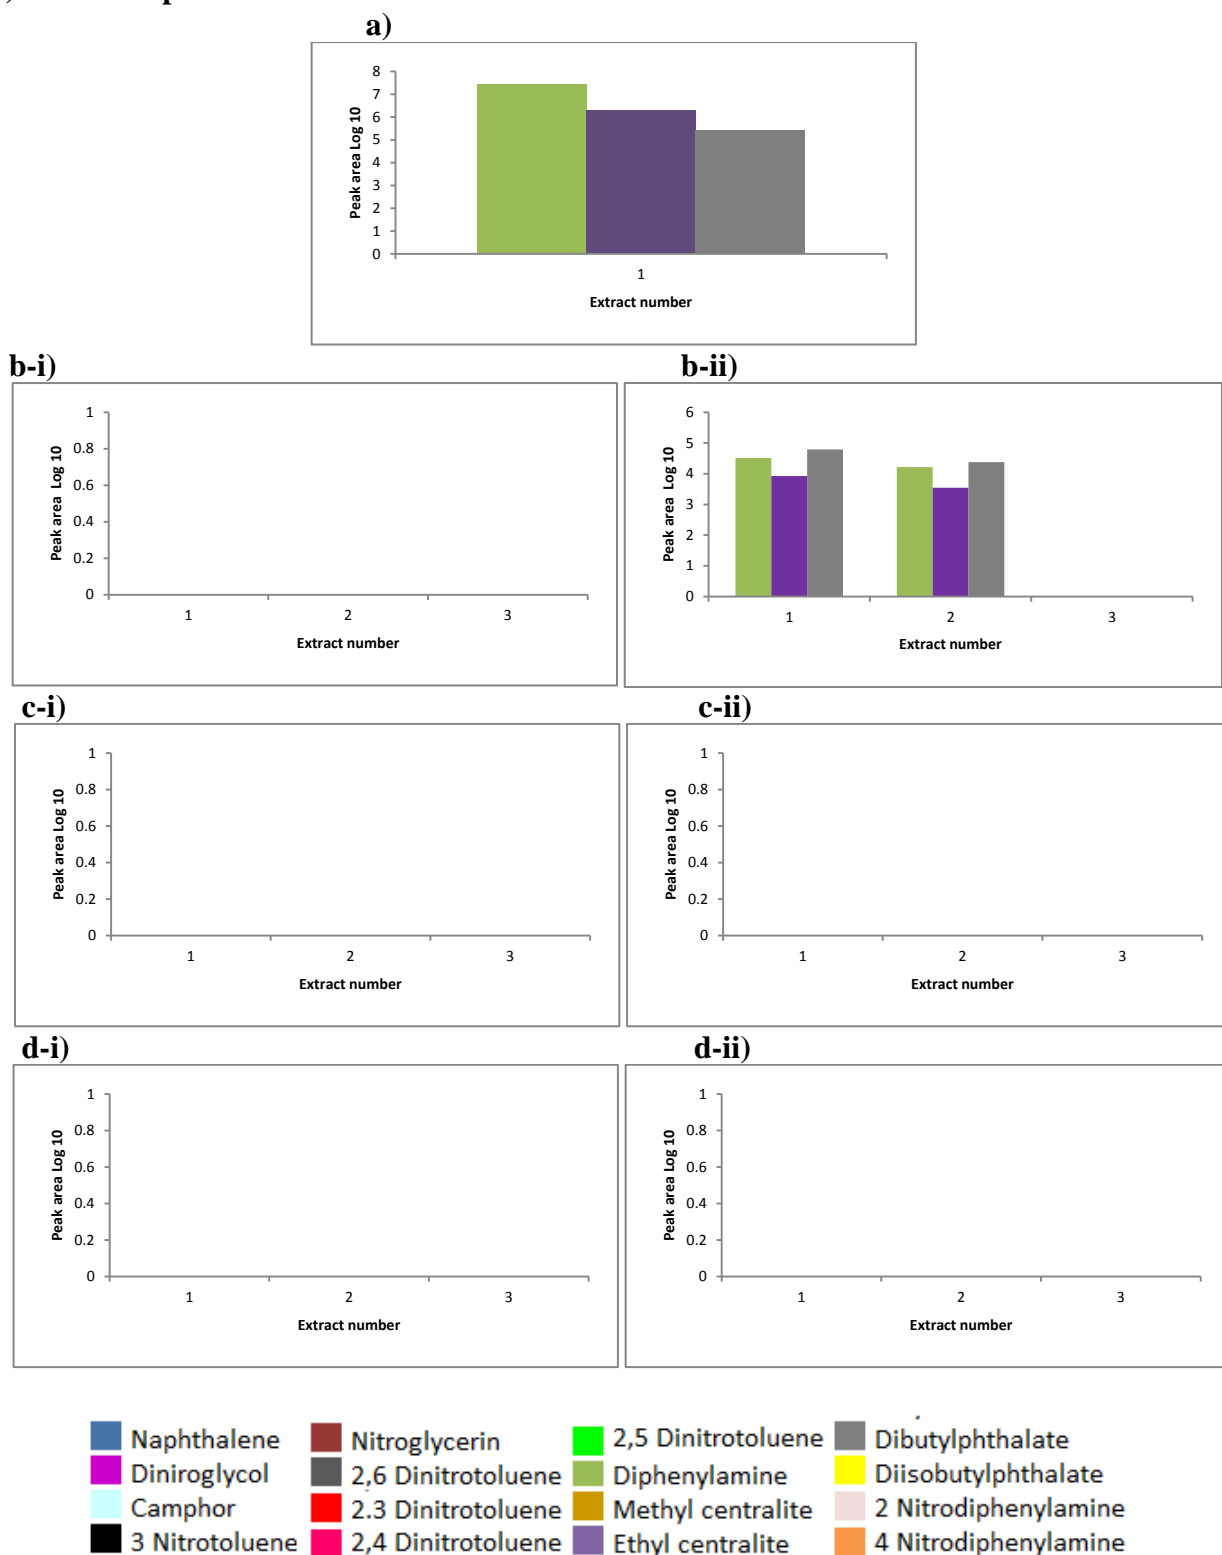 a)
8
7
6
5
4
3
2
1
0
Peak area Log 10
1
Extract number
b-i)
1
0.8
0.6
0.4
0.2
0
Peak area Log 10
1 2 3
Extract number
b-ii)
6
5
4
3
2
1
0
Peak area Log 10
1 2 3
Extract number
c-i)
1
0.8
0.6
0.4
0.2
0
Peak area Log 10
1 2 3
Extract number
c-ii)
1
0.8
0.6
0.4
0.2
0
Peak area Log 10
1 2 3
Extract number
d-i)
1
0.8
0.6
0.4
0.2
0
Peak area Log 10
1 2 3
Extract number
d-ii)
1
0.8
0.6
0.4
0.2
0
Peak area Log 10
1 2 3
Extract number
Naphthalene
Diniroglycol
Camphor
3 Nitrotoluene
Nitroglycerin
2,6 Dinitrotoluene
2.3 Dinitrotoluene
2,4 Dinitrotoluene
2,5 Dinitrotoluene
Diphenylamine
Methyl centralite
Ethyl centralite
Dibutylphthalate
Diisobutylphthalate
2 Nitrodiphenylamine
4 Nitrodiphenylamine